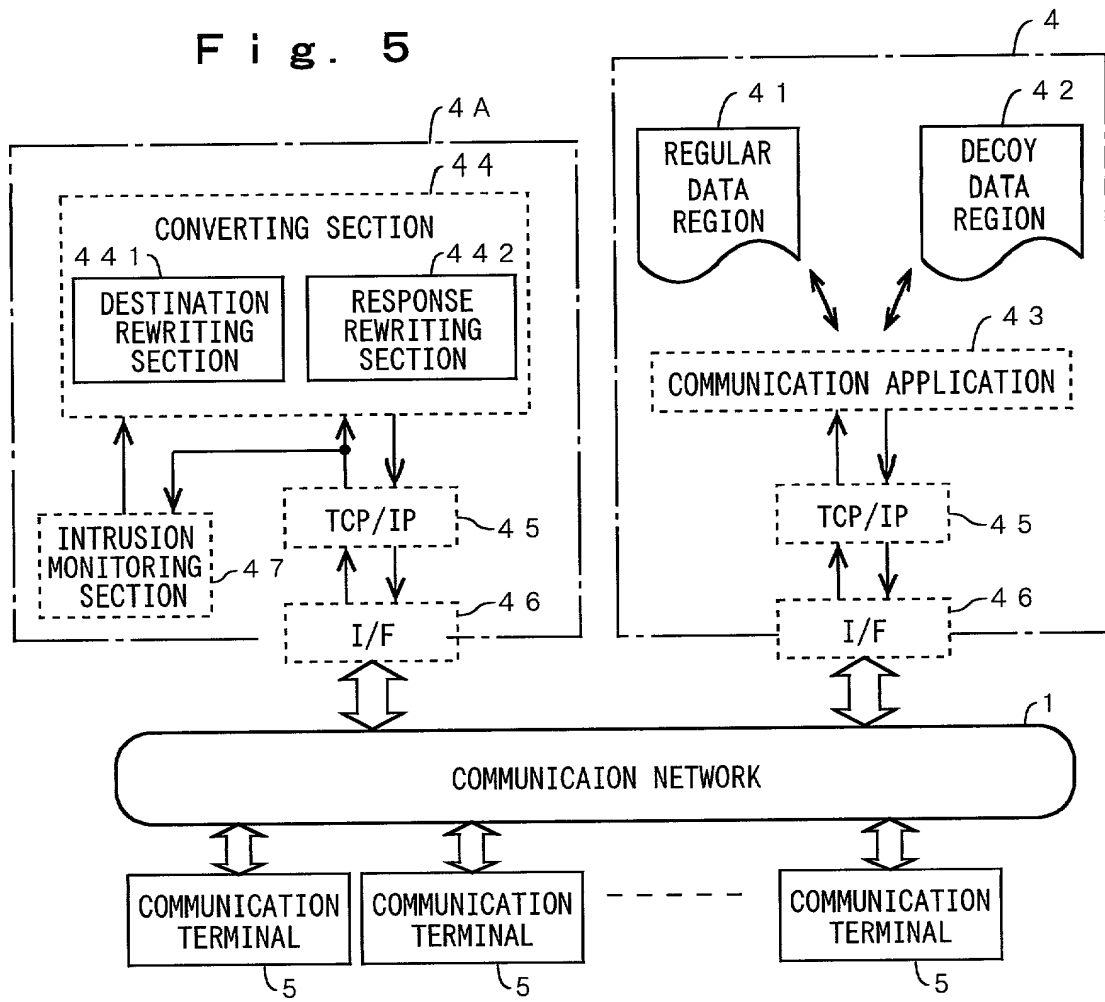 Fig. 5
4A
44
CONVERTING SECTION
441
DESTINATION
REWRITING
SECTION
442
RESPONSE
REWRITING
SECTION
INTRUSION
MONITORING
SECTION
47
TCP/IP
45
I/F
46
4
41
REGULAR
DATA
REGION
42
DECOY
DATA
REGION
43
COMMUNICATION APPLICATION
TCP/IP
45
I/F
46
1
COMMUNICAION NETWORK
COMMUNICATION
TERMINAL
5
COMMUNICATION
TERMINAL
5
COMMUNICATION
TERMINAL
5